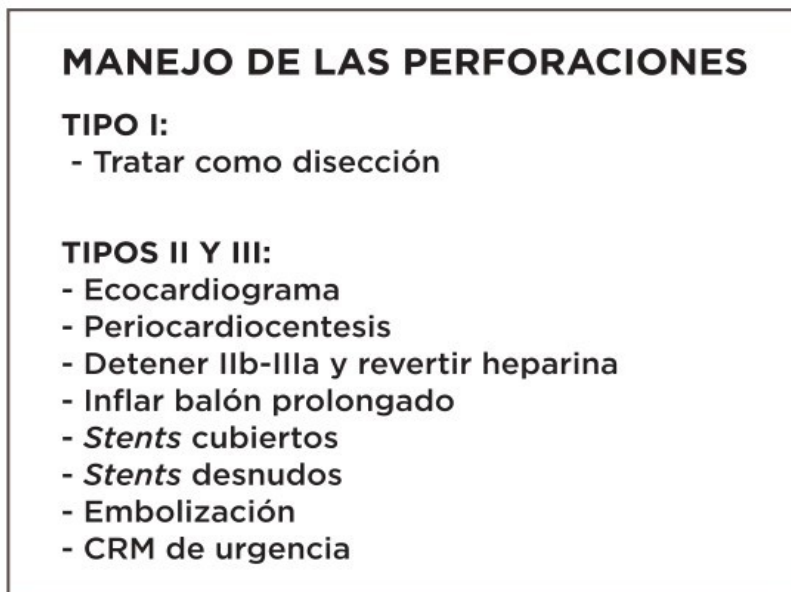 MANEJO DE LAS PERFORACIONES
TIPO I:
- Tratar como disección
TIPOS II Y III:
- Ecocardiograma
- Periocardiocentesis
- Detener IIb-IIIa y revertir heparina
- Inflar balón prolongado
- Stents cubiertos
- Stents desnudos
- Embolización
- CRM de urgencia